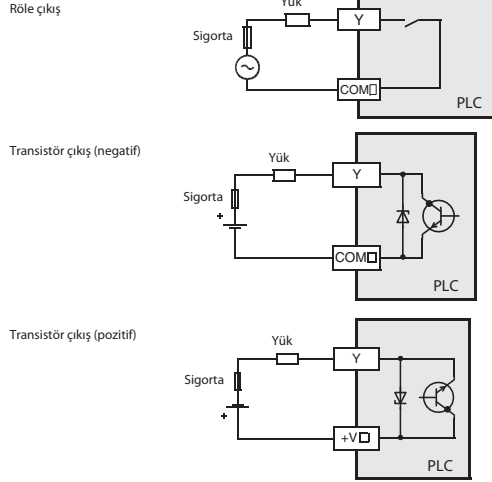 Röle çıkış
Yük
Sigorta
Y
COM
PLC
Transistör çıkış (negatif)
Yük
Sigorta
Y
+
COM
PLC
Transistör çıkış (pozitif)
Yük
Sigorta
Y
+
+V
PLC